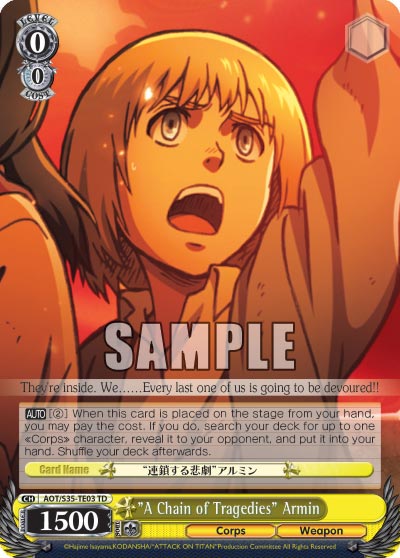 LEVEL
0
0
COST
SAMPLE
They're inside. We......Every last one of us is going to be devoured!!
AUTO [②] When this card is placed on the stage from your hand,
you may pay the cost. If you do, search your deck for up to one
«Corps» character, reveal it to your opponent, and put it into your
hand. Shuffle your deck afterwards.
Card Name "連鎖する悲劇"アルミン
CH AOT/S35-TE03 TD
"A Chain of Tragedies" Armin
POWER 1500 SOUL
Corps Weapon
©Hajime Isayama,KODANSHA/"ATTACK ON TITAN"Production Committee All Rights Reserved.